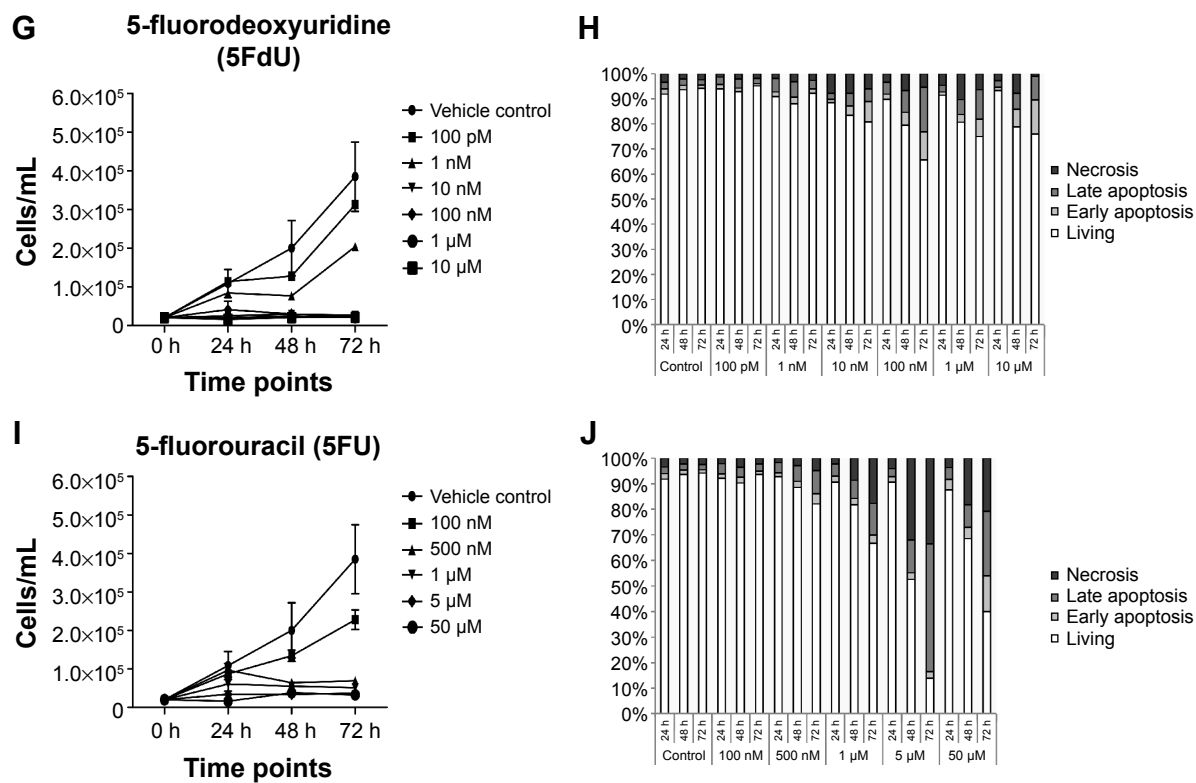 G
5-fluorodeoxyuridine
(5FdU)
Cells/mL
6.0×10⁵
5.0×10⁵
4.0×10⁵
3.0×10⁵
2.0×10⁵
1.0×10⁵
0
0 h 24 h 48 h 72 h
Time points
Vehicle control
100 pM
1 nM
10 nM
100 nM
1 µM
10 µM
H
100%
90%
80%
70%
60%
50%
40%
30%
20%
10%
0%
24 h 48 h 72 h 24 h 48 h 72 h 24 h 48 h 72 h 24 h 48 h 72 h 24 h 48 h 72 h 24 h 48 h 72 h 24 h 48 h 72 h
Control 100 pM 1 nM 10 nM 100 nM 1 µM 10 µM
Necrosis
Late apoptosis
Early apoptosis
Living
I
5-fluorouracil (5FU)
Cells/mL
6.0×10⁵
5.0×10⁵
4.0×10⁵
3.0×10⁵
2.0×10⁵
1.0×10⁵
0
0 h 24 h 48 h 72 h
Time points
Vehicle control
100 nM
500 nM
1 µM
5 µM
50 µM
J
100%
90%
80%
70%
60%
50%
40%
30%
20%
10%
0%
24 h 48 h 72 h 24 h 48 h 72 h 24 h 48 h 72 h 24 h 48 h 72 h 24 h 48 h 72 h 24 h 48 h 72 h
Control 100 nM 500 nM 1 µM 5 µM 50 µM
Necrosis
Late apoptosis
Early apoptosis
Living